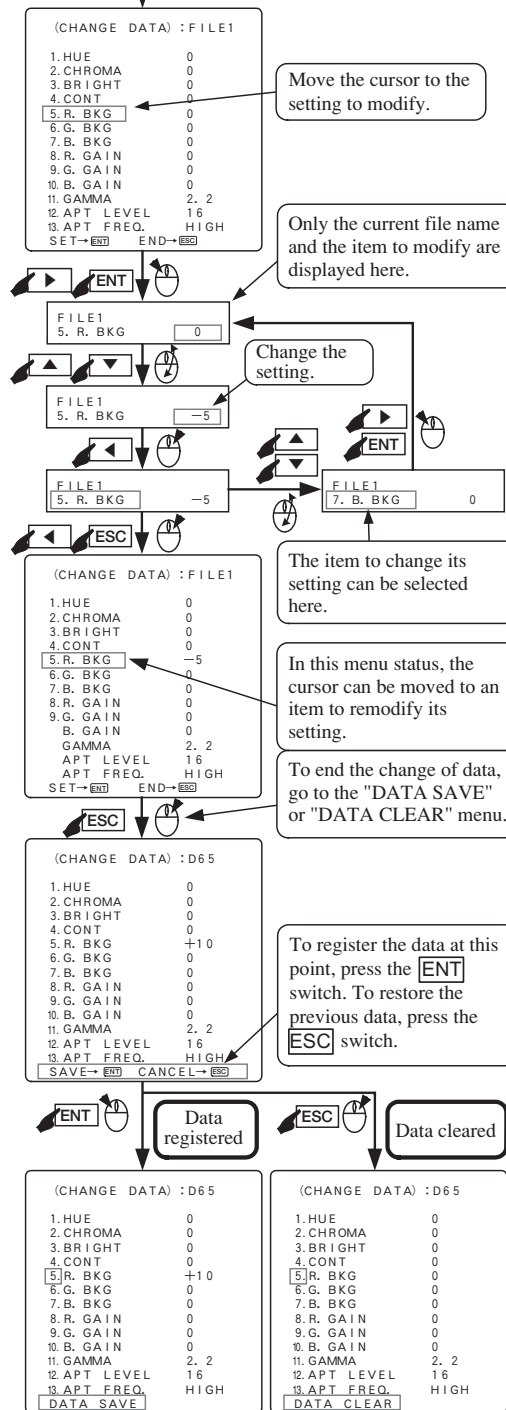 (CHANGE DATA) :FILE1
1. HUE 0
2. CHROMA 0
3. BRIGHT 0
4. CONT 0
5. R. BKG 0
6. G. BKG 0
7. B. BKG 0
8. R. GAIN 0
9. G. GAIN 0
10. B. GAIN 0
11. GAMMA 2. 2
12. APT LEVEL 16
13. APT FREQ. HIGH
SET→ENT END→ESC
Move the cursor to the
setting to modify.
Only the current file name
and the item to modify are
displayed here.
▶ ENT
FILE1
5. R. BKG 0
▲ ▼
Change the
setting.
FILE1
5. R. BKG −5
◀
▲
▼
▶
ENT
FILE1
5. R. BKG −5
FILE1
7. B. BKG 0
◀ ESC
The item to change its
setting can be selected
here.
(CHANGE DATA) :FILE1
1. HUE 0
2. CHROMA 0
3. BRIGHT 0
4. CONT 0
5. R. BKG −5
6. G. BKG 0
7. B. BKG 0
8. R. GAIN 0
9. G. GAIN 0
B. GAIN 0
GAMMA 2. 2
APT LEVEL 16
APT FREQ. HIGH
SET→ENT END→ESC
In this menu status, the
cursor can be moved to an
item to remodify its
setting.
To end the change of data,
go to the "DATA SAVE"
or "DATA CLEAR" menu.
ESC
(CHANGE DATA) :D65
1. HUE 0
2. CHROMA 0
3. BRIGHT 0
4. CONT 0
5. R. BKG +10
6. G. BKG 0
7. B. BKG 0
8. R. GAIN 0
9. G. GAIN 0
10. B. GAIN 0
11. GAMMA 2. 2
12. APT LEVEL 16
13. APT FREQ. HIGH
SAVE→ENT CANCEL→ESC
To register the data at this
point, press the ENT
switch. To restore the
previous data, press the
ESC switch.
ENT
Data
registered
ESC
Data cleared
(CHANGE DATA) :D65
1. HUE 0
2. CHROMA 0
3. BRIGHT 0
4. CONT 0
5. R. BKG +10
6. G. BKG 0
7. B. BKG 0
8. R. GAIN 0
9. G. GAIN 0
10. B. GAIN 0
11. GAMMA 2. 2
12. APT LEVEL 16
13. APT FREQ. HIGH
DATA SAVE
(CHANGE DATA) :D65
1. HUE 0
2. CHROMA 0
3. BRIGHT 0
4. CONT 0
5. R. BKG 0
6. G. BKG 0
7. B. BKG 0
8. R. GAIN 0
9. G. GAIN 0
10. B. GAIN 0
11. GAMMA 2. 2
12. APT LEVEL 16
13. APT FREQ. HIGH
DATA CLEAR